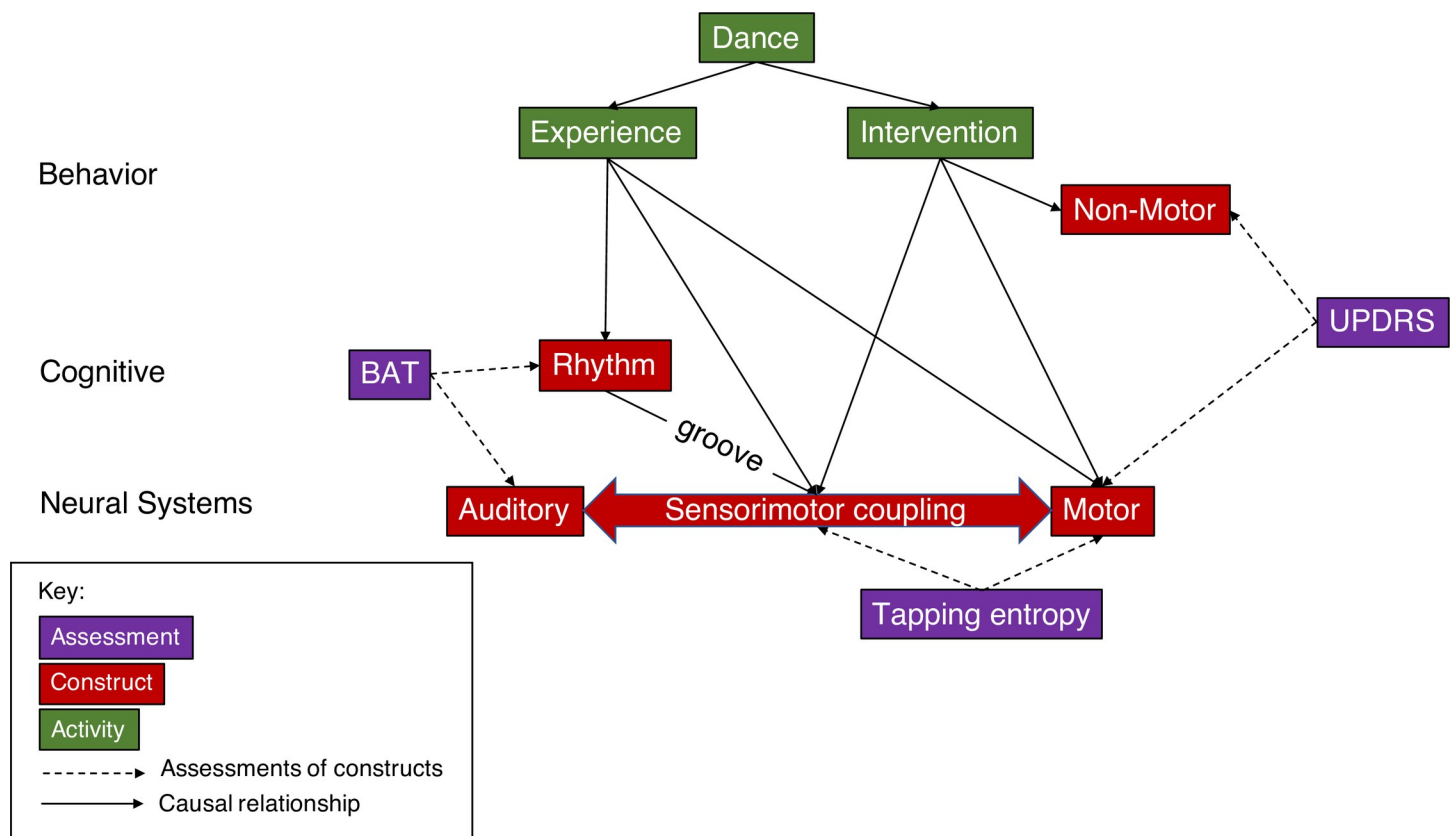 Dance
Experience
Intervention
Behavior
Non-Motor
UPDRS
Cognitive
BAT
Rhythm
groove
Neural Systems
Auditory
Sensorimotor coupling
Motor
Tapping entropy
Key:
Assessment
Construct
Activity
Assessments of constructs
Causal relationship